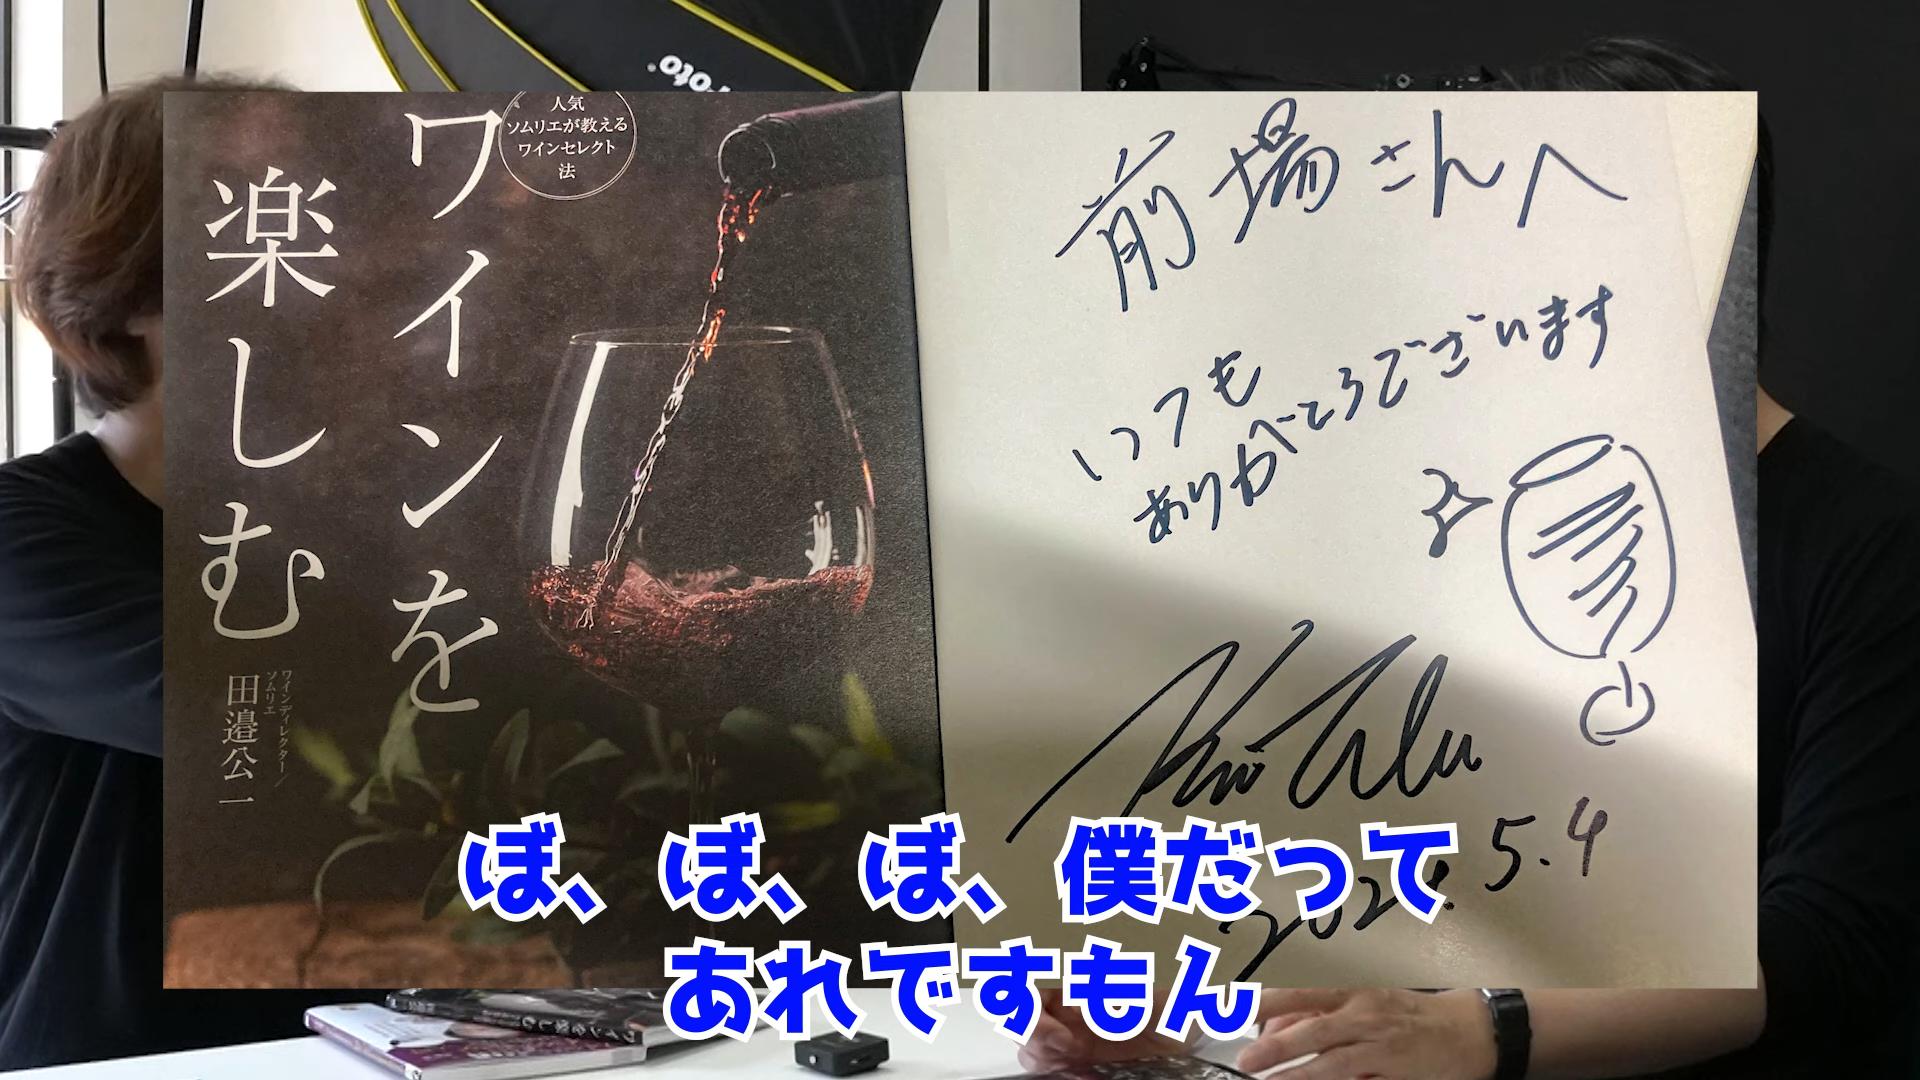 人気
ソムリエが教える
ワインセレクト
法
ワインを
楽しむ
ワインディレクター/
ソムリエ
田邉公一
前場さんへ
いつも
ありがとうございます
5.4
ぼ、ぼ、ぼ、僕だって
あれですもん